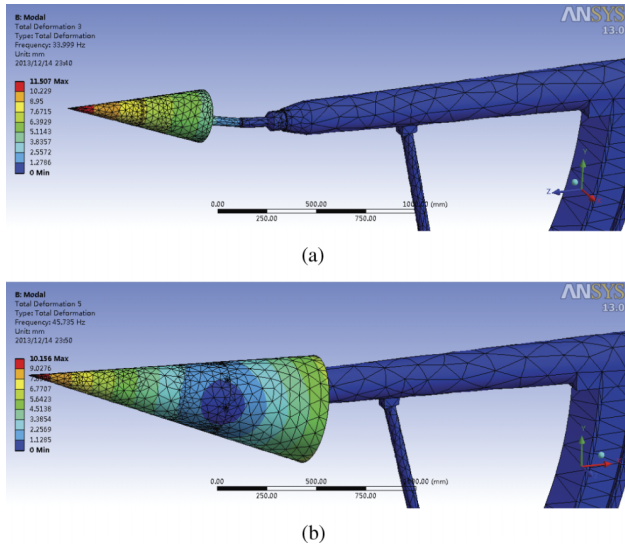 B: Modal
Total Deformation 3
Type: Total Deformation
Frequency: 33.999 Hz
Unit: mm
2013/12/14 23:40
11.507 Max
10.229
8.95
7.6715
6.3929
5.1143
3.8357
2.5572
1.2786
0 Min
ANSYS
13.0
Y
Z
0.00
500.00
1000.00 (mm)
250.00
750.00
(a)
B: Modal
Total Deformation 5
Type: Total Deformation
Frequency: 45.735 Hz
Unit: mm
2013/12/14 23:50
10.156 Max
9.0276
6.7707
5.6423
4.5138
3.3854
2.2569
1.1285
0 Min
ANSYS
13.0
Y
0.00
500.00
(mm)
250.00
750.00
(b)